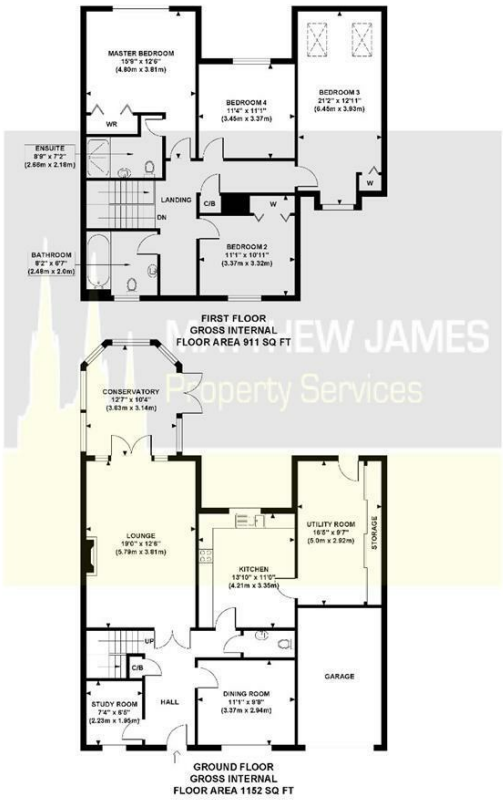 MASTER BEDROOM
15'9" x 12'6"
(4.80m x 3.81m)
BEDROOM 3
21'2" x 12'11"
(6.45m x 3.93m)
BEDROOM 4
11'4" x 11'1"
(3.45m x 3.37m)
WR
ENSUITE
8'9" x 7'2"
(2.66m x 2.18m)
W
LANDING
C/B
W
DN
BEDROOM 2
11'1" x 10'11"
(3.37m x 3.32m)
BATHROOM
8'2" x 6'7"
(2.48m x 2.0m)
FIRST FLOOR
GROSS INTERNAL
FLOOR AREA 911 SQ FT
MATTHEW JAMES
Property Services
CONSERVATORY
12'7" x 10'4"
(3.83m x 3.14m)
LOUNGE
19'0" x 12'6"
(5.79m x 3.81m)
UTILITY ROOM
16'5" x 9'7"
(5.0m x 2.92m)
STORAGE
KITCHEN
13'10" x 11'0"
(4.21m x 3.35m)
UP
C/B
GARAGE
STUDY ROOM
7'4" x 6'5"
(2.23m x 1.95m)
HALL
DINING ROOM
11'1" x 9'8"
(3.37m x 2.94m)
GROUND FLOOR
GROSS INTERNAL
FLOOR AREA 1152 SQ FT